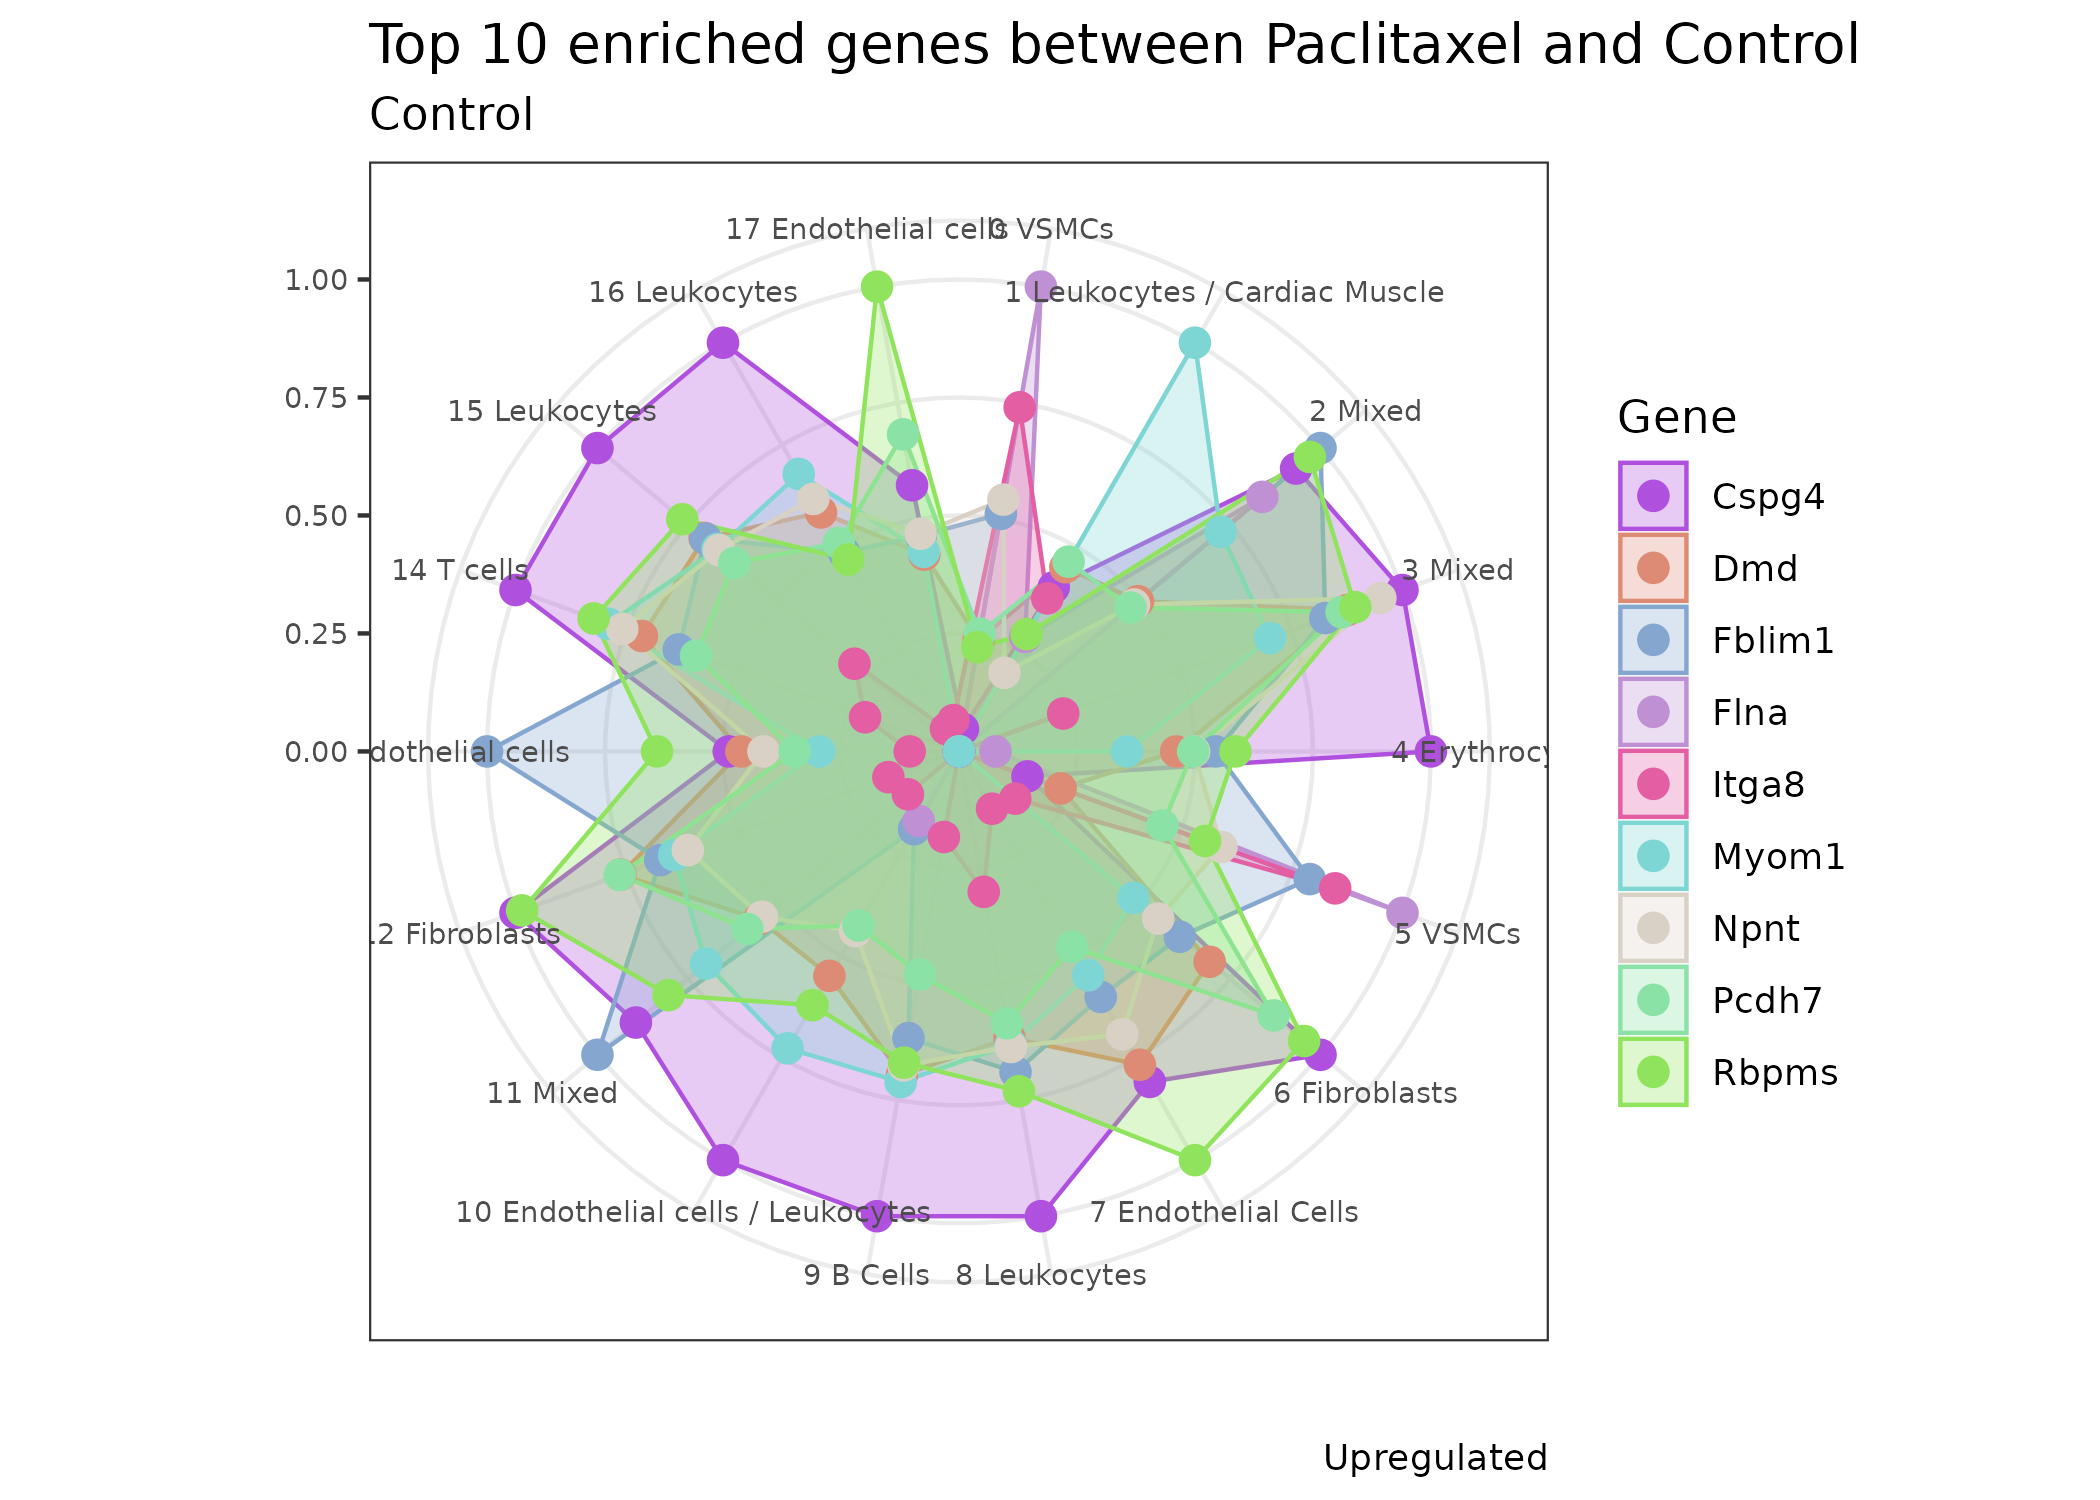 Top 10 enriched genes between Paclitaxel and Control
Control
17 Endothelial cells
0 VSMCs
16 Leukocytes
1 Leukocytes / Cardiac Muscle
1.00
0.75
0.50
0.25
0.00
15 Leukocytes
2 Mixed
14 T cells
3 Mixed
dothelial cells
4 Erythrocy
2 Fibroblasts
5 VSMCs
11 Mixed
6 Fibroblasts
10 Endothelial cells / Leukocytes
7 Endothelial Cells
9 B Cells
8 Leukocytes
Gene
Cspg4
Dmd
Fblim1
Flna
Itga8
Myom1
Npnt
Pcdh7
Rbpms
Upregulated